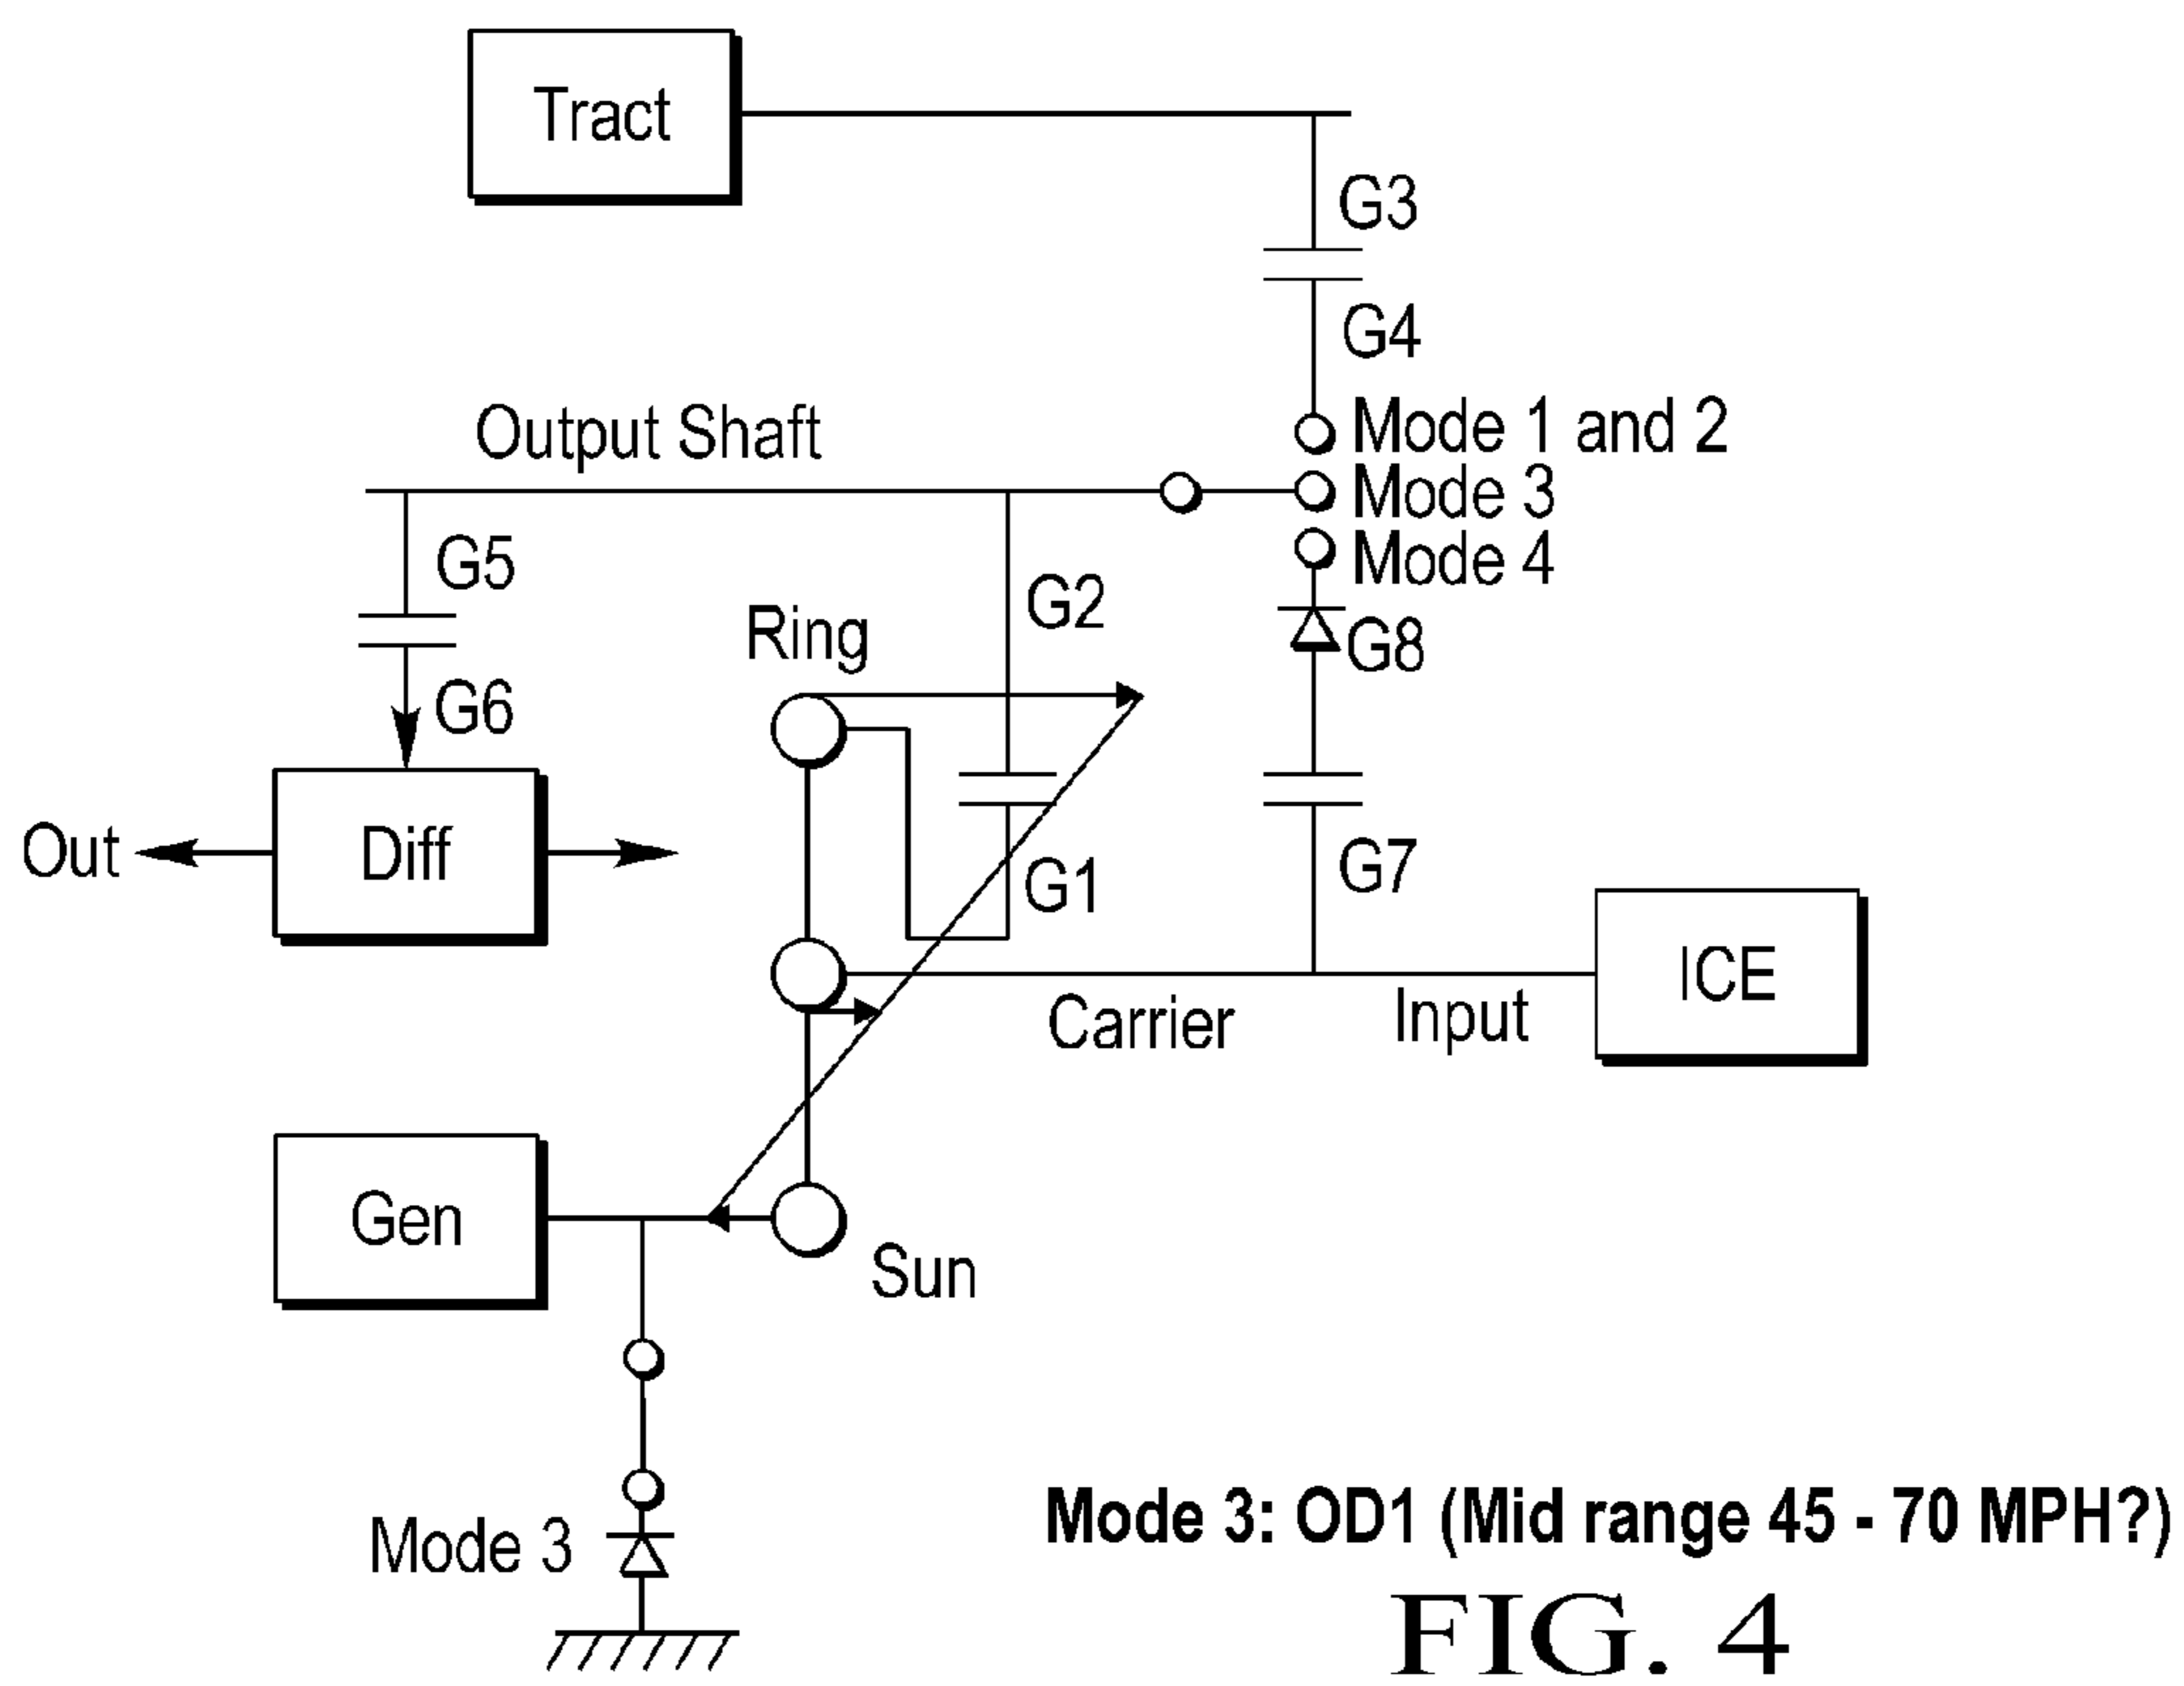 Tract
G3
G4
Output Shaft
Mode 1 and 2
Mode 3
Mode 4
G5
G2
Ring
G8
G6
Out
Diff
G1
G7
ICE
Carrier
Input
Gen
Sun
Mode 3
Mode 3: OD1 (Mid range 45 - 70 MPH?)
FIG. 4